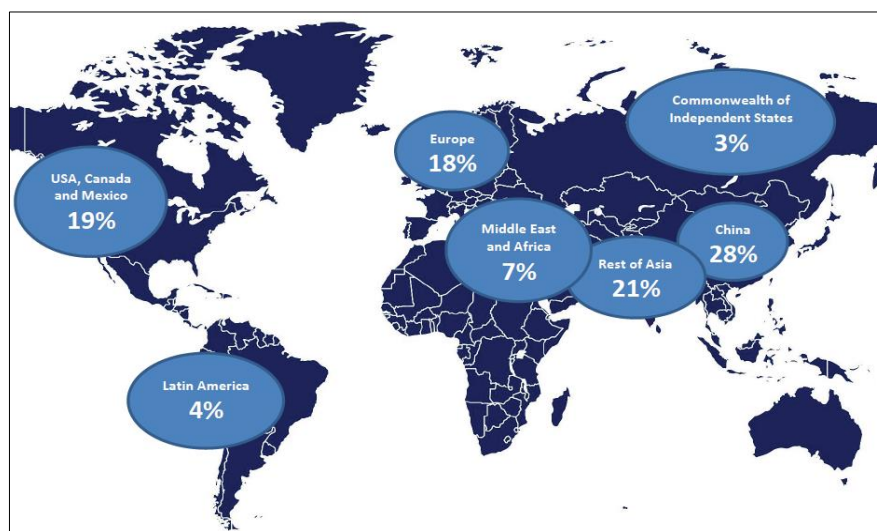 Commonwealth of
Independent States
3%
Europe
18%
USA, Canada
and Mexico
19%
Middle East
and Africa
7%
China
28%
Rest of Asia
21%
Latin America
4%